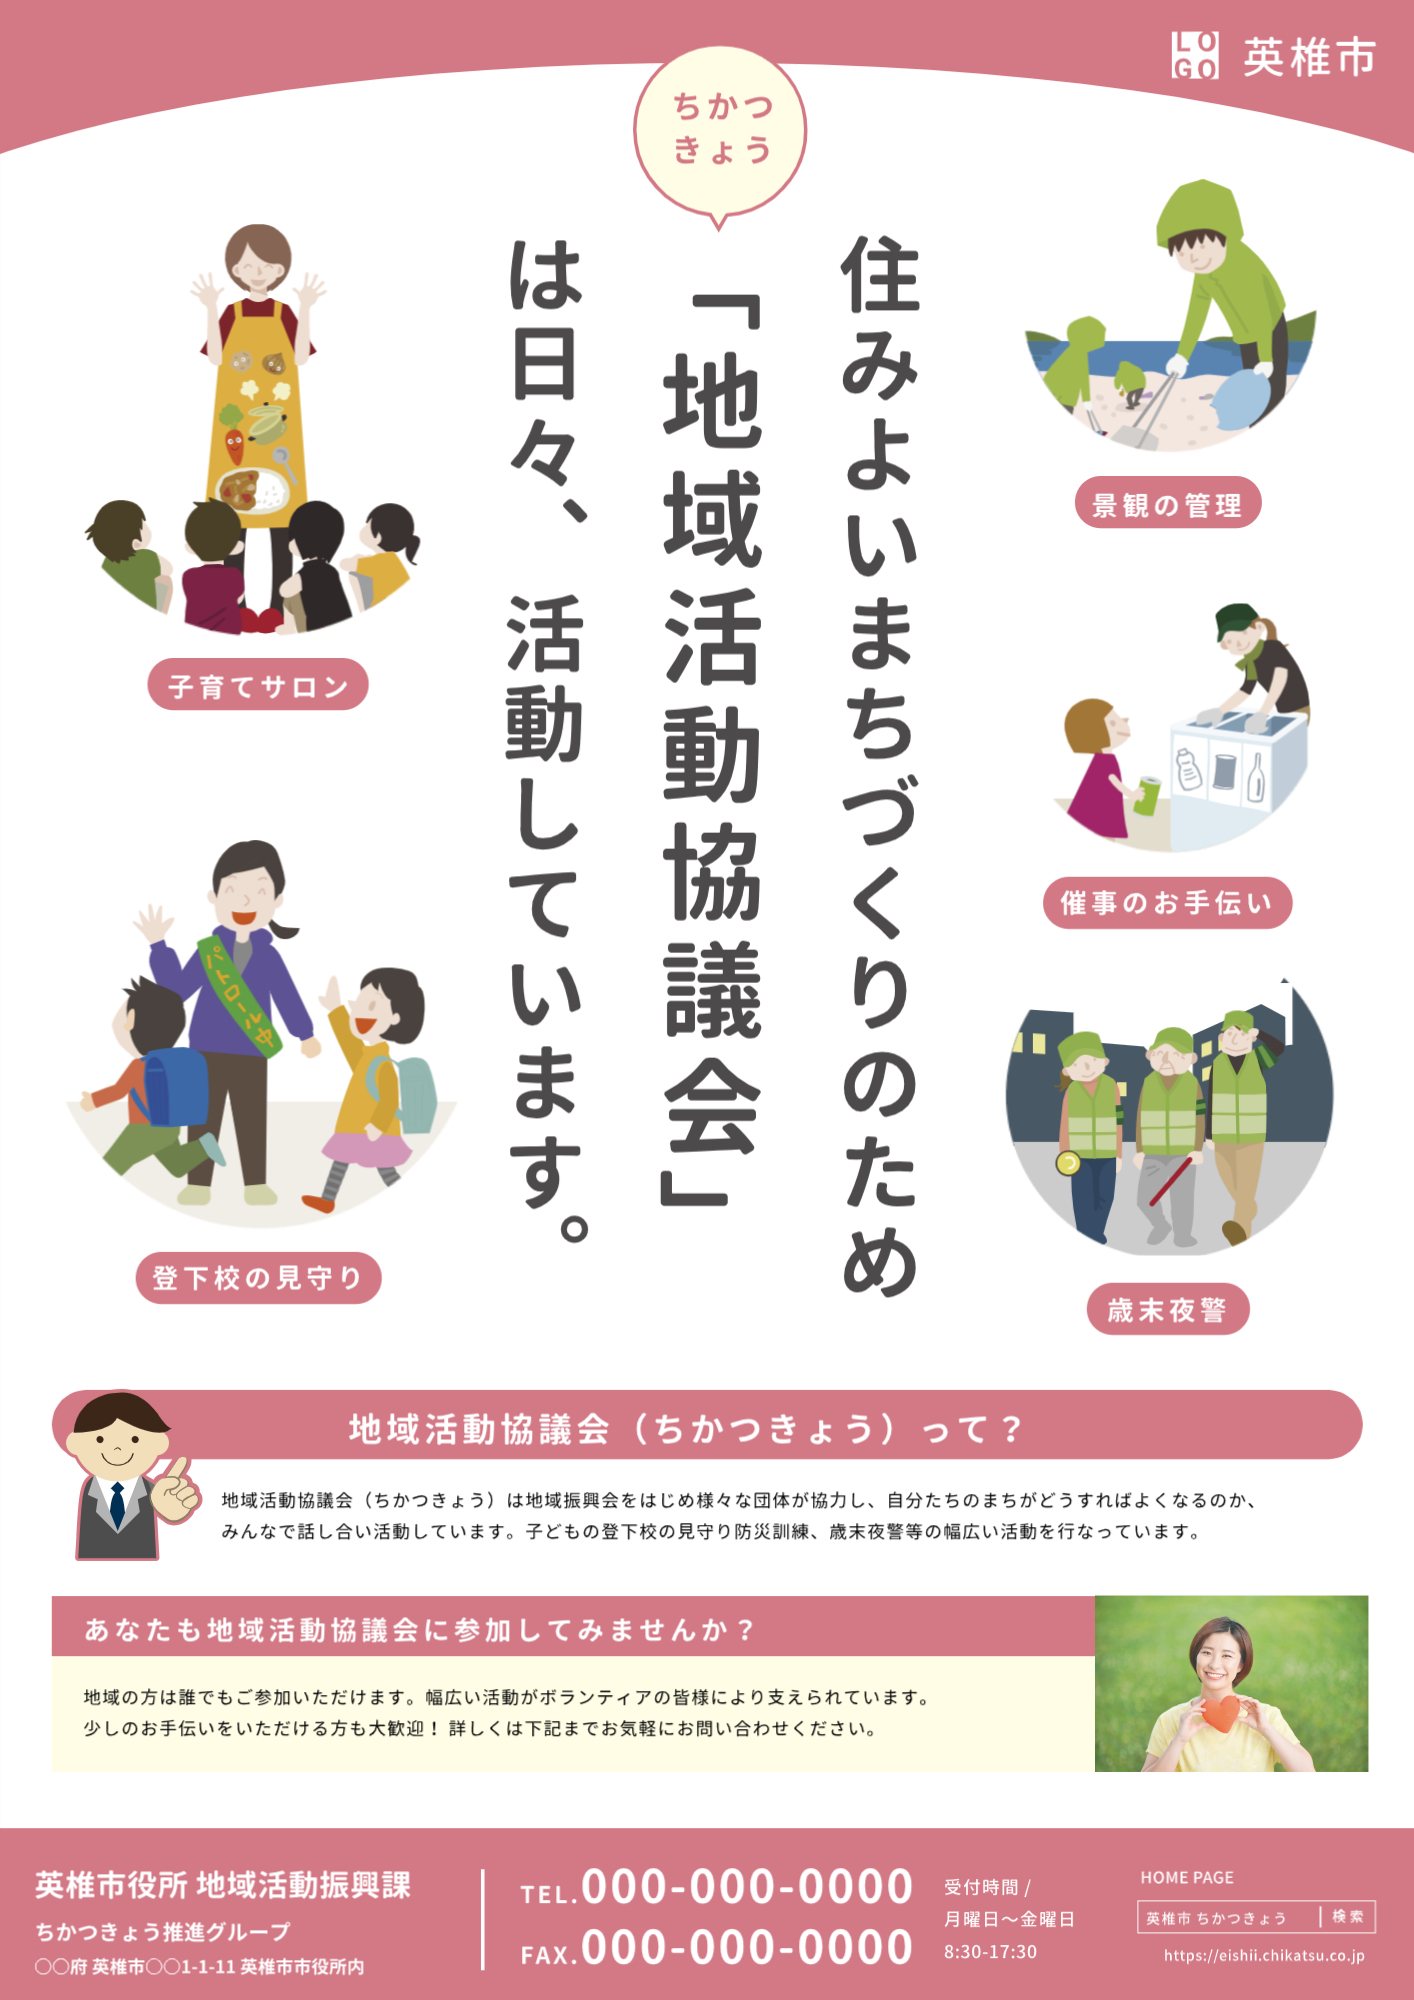 LO
GO
英椎市
ちかつ
きょう
住みよいまちづくりのため
「地域活動協議会」
は日々、活動しています。
子育てサロン
パトロール中
登下校の見守り
景観の管理
催事のお手伝い
歳末夜警
地域活動協議会（ちかつきょう）って？
地域活動協議会（ちかつきょう）は地域振興会をはじめ様々な団体が協力し、自分たちのまちがどうすればよくなるのか、
みんなで話し合い活動しています。子どもの登下校の見守り防災訓練、歳末夜警等の幅広い活動を行なっています。
あなたも地域活動協議会に参加してみませんか？
地域の方は誰でもご参加いただけます。幅広い活動がボランティアの皆様により支えられています。
少しのお手伝いをいただける方も大歓迎！ 詳しくは下記までお気軽にお問い合わせください。
英椎市役所 地域活動振興課
ちかつきょう推進グループ
〇〇府 英椎市〇〇1-1-11 英椎市市役所内
TEL.000-000-0000
FAX.000-000-0000
受付時間 /
月曜日～金曜日
8:30-17:30
HOME PAGE
英椎市 ちかつきょう 検索
https://eishii.chikatsu.co.jp